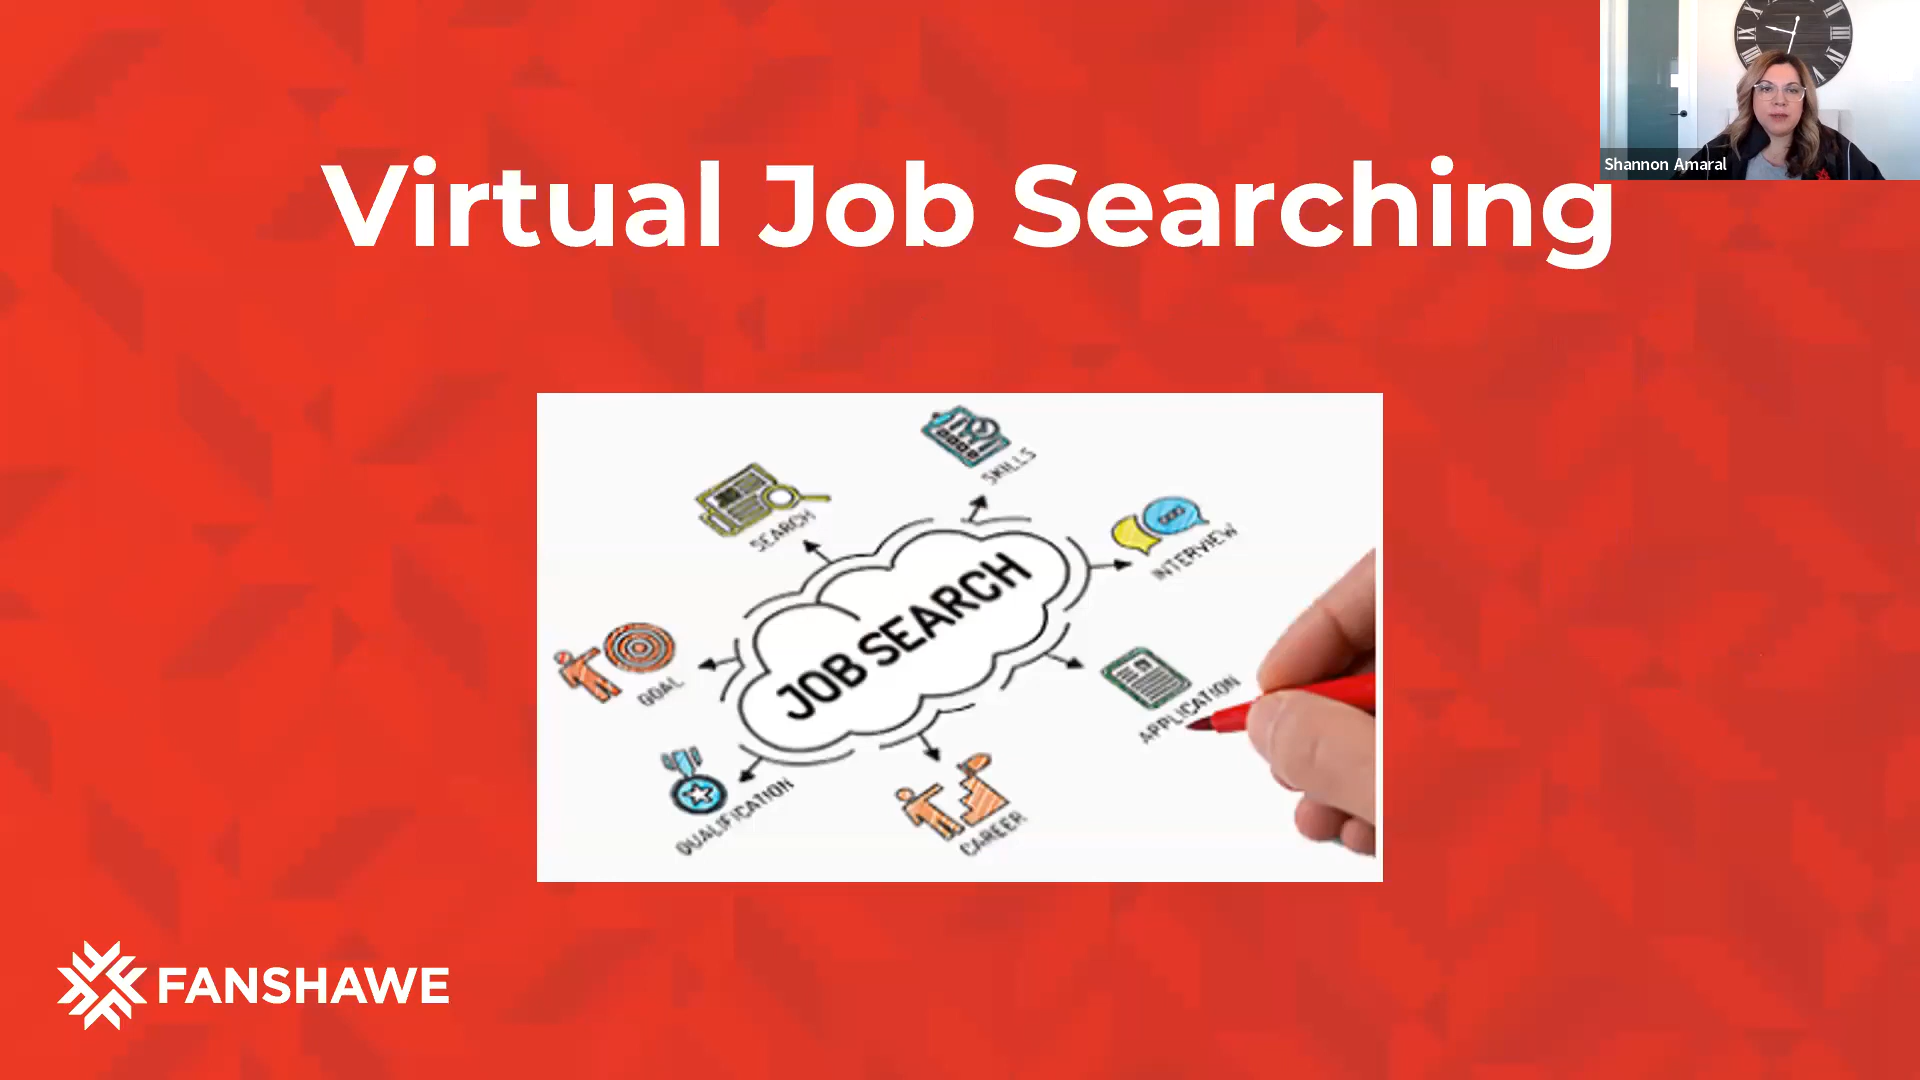 Virtual Job Searching
Shannon Amaral
SKILLS
SEARCH
INTERVIEW
JOB SEARCH
GOAL
APPLICATION
QUALIFICATION
CAREER
FANSHAWE